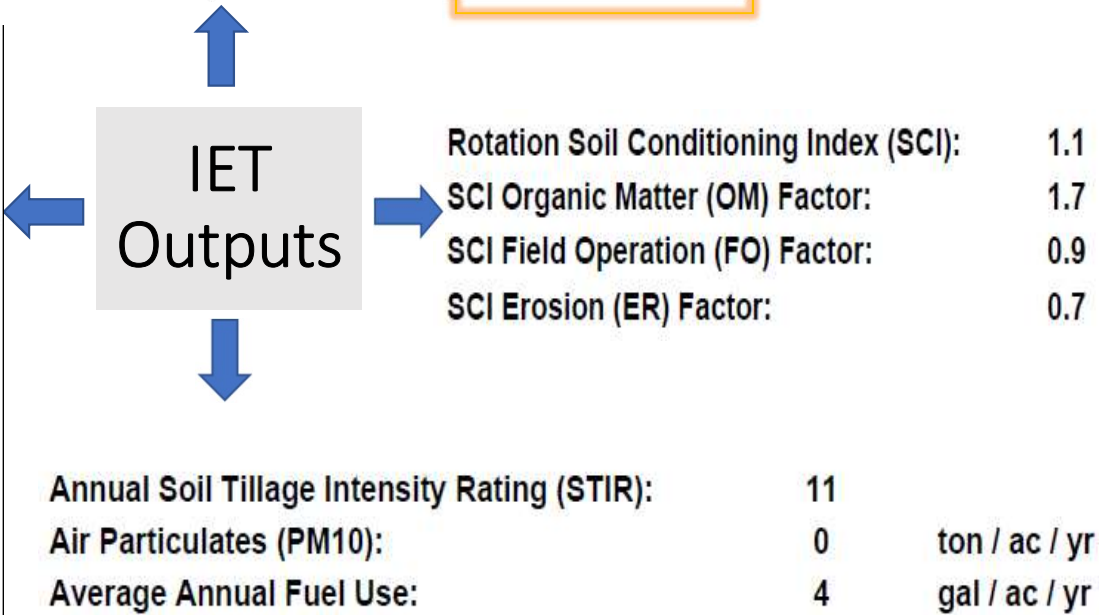 IET
Outputs
Rotation Soil Conditioning Index (SCI): 1.1
SCI Organic Matter (OM) Factor: 1.7
SCI Field Operation (FO) Factor: 0.9
SCI Erosion (ER) Factor: 0.7
Annual Soil Tillage Intensity Rating (STIR): 11
Air Particulates (PM10): 0 ton / ac / yr
Average Annual Fuel Use: 4 gal / ac / yr